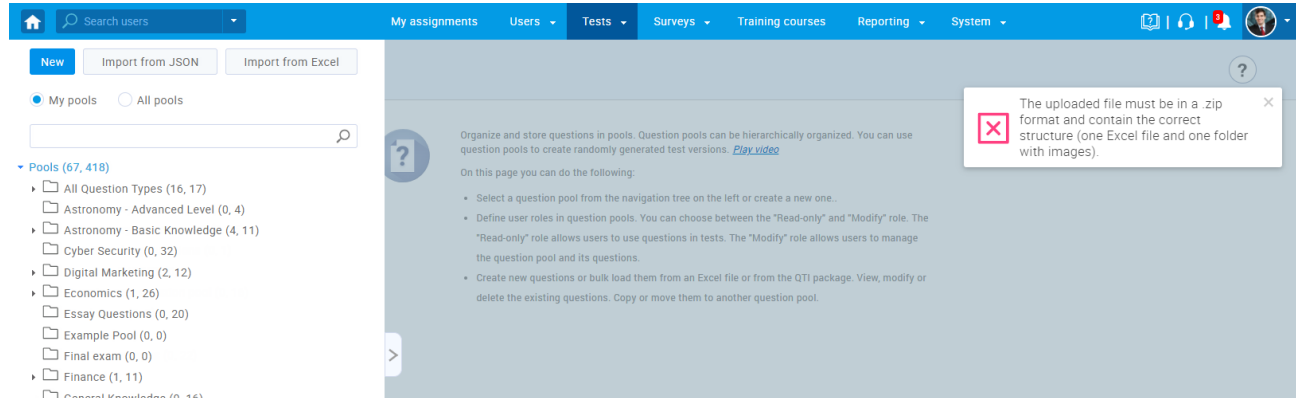 Search users
My assignments
Users
Tests
Surveys
Training courses
Reporting
System
3
New
Import from JSON
Import from Excel
My pools
All pools
Pools (67, 418)
All Question Types (16, 17)
Astronomy - Advanced Level (0, 4)
Astronomy - Basic Knowledge (4, 11)
Cyber Security (0, 32)
Digital Marketing (2, 12)
Economics (1, 26)
Essay Questions (0, 20)
Example Pool (0, 0)
Final exam (0, 0)
Finance (1, 11)
General Knowledge (0, 16)
?
Organize and store questions in pools. Question pools can be hierarchically organized. You can use
question pools to create randomly generated test versions. Play video
On this page you can do the following:
• Select a question pool from the navigation tree on the left or create a new one..
• Define user roles in question pools. You can choose between the "Read-only" and "Modify" role. The
"Read-only" role allows users to use questions in tests. The "Modify" role allows users to manage
the question pool and its questions.
• Create new questions or bulk load them from an Excel file or from the QTI package. View, modify or
delete the existing questions. Copy or move them to another question pool.
?
The uploaded file must be in a .zip
format and contain the correct
structure (one Excel file and one folder
with images).